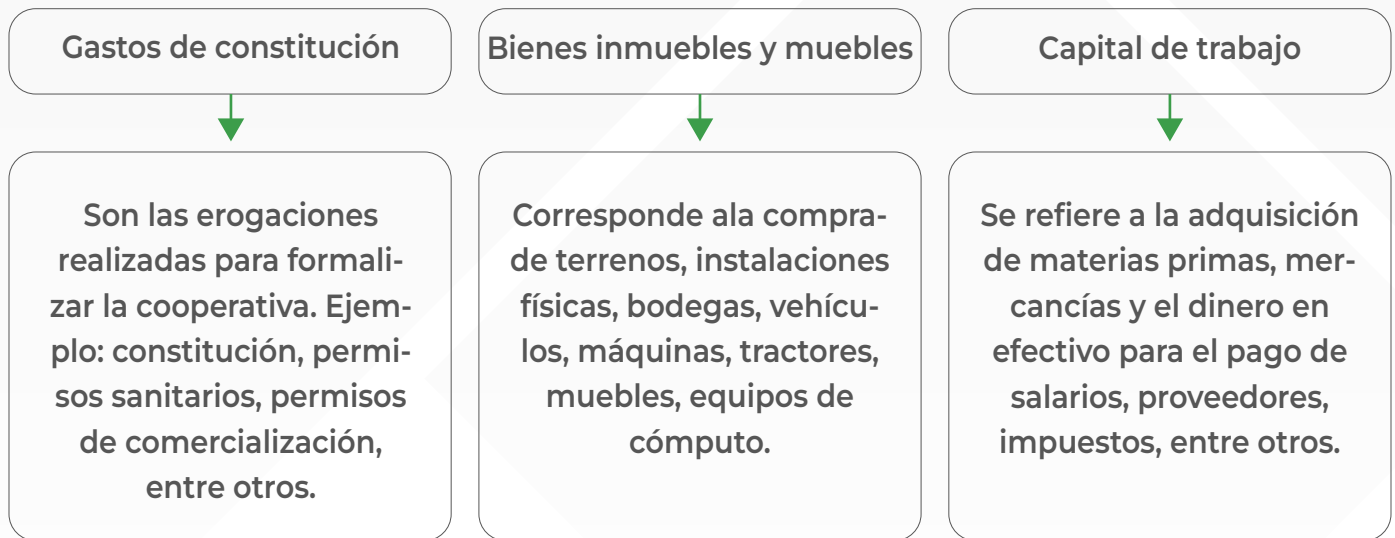 Gastos de constitución
Son las erogaciones
realizadas para formali-
zar la cooperativa. Ejem-
plo: constitución, permi-
sos sanitarios, permisos
de comercialización,
entre otros.
Bienes inmuebles y muebles
Corresponde ala compra-
de terrenos, instalaciones
físicas, bodegas, vehícu-
los, máquinas, tractores,
muebles, equipos de
cómputo.
Capital de trabajo
Se refiere a la adquisición
de materias primas, mer-
cancías y el dinero en
efectivo para el pago de
salarios, proveedores,
impuestos, entre otros.